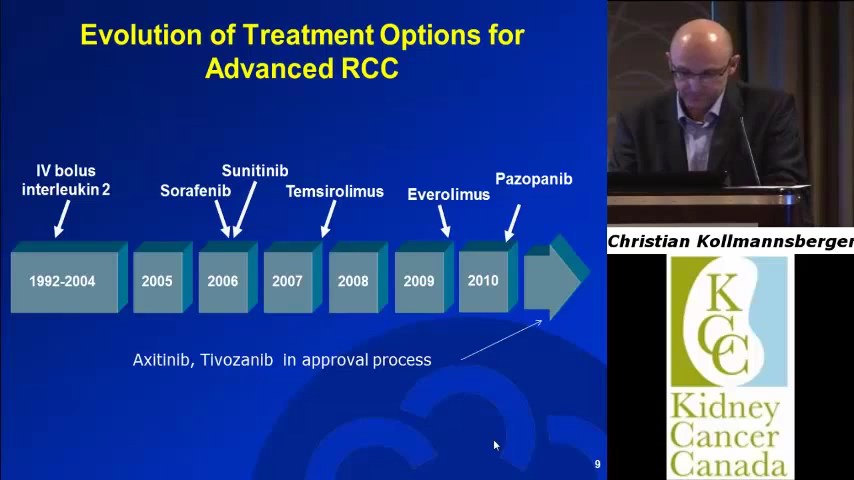 Evolution of Treatment Options for
Advanced RCC
IV bolus
interleukin 2
Sorafenib
Sunitinib
Temsirolimus
Everolimus
Pazopanib
1992-2004
2005
2006
2007
2008
2009
2010
Axitinib, Tivozanib in approval process
9
Christian Kollmannsberger
KCC
Kidney
Cancer
Canada